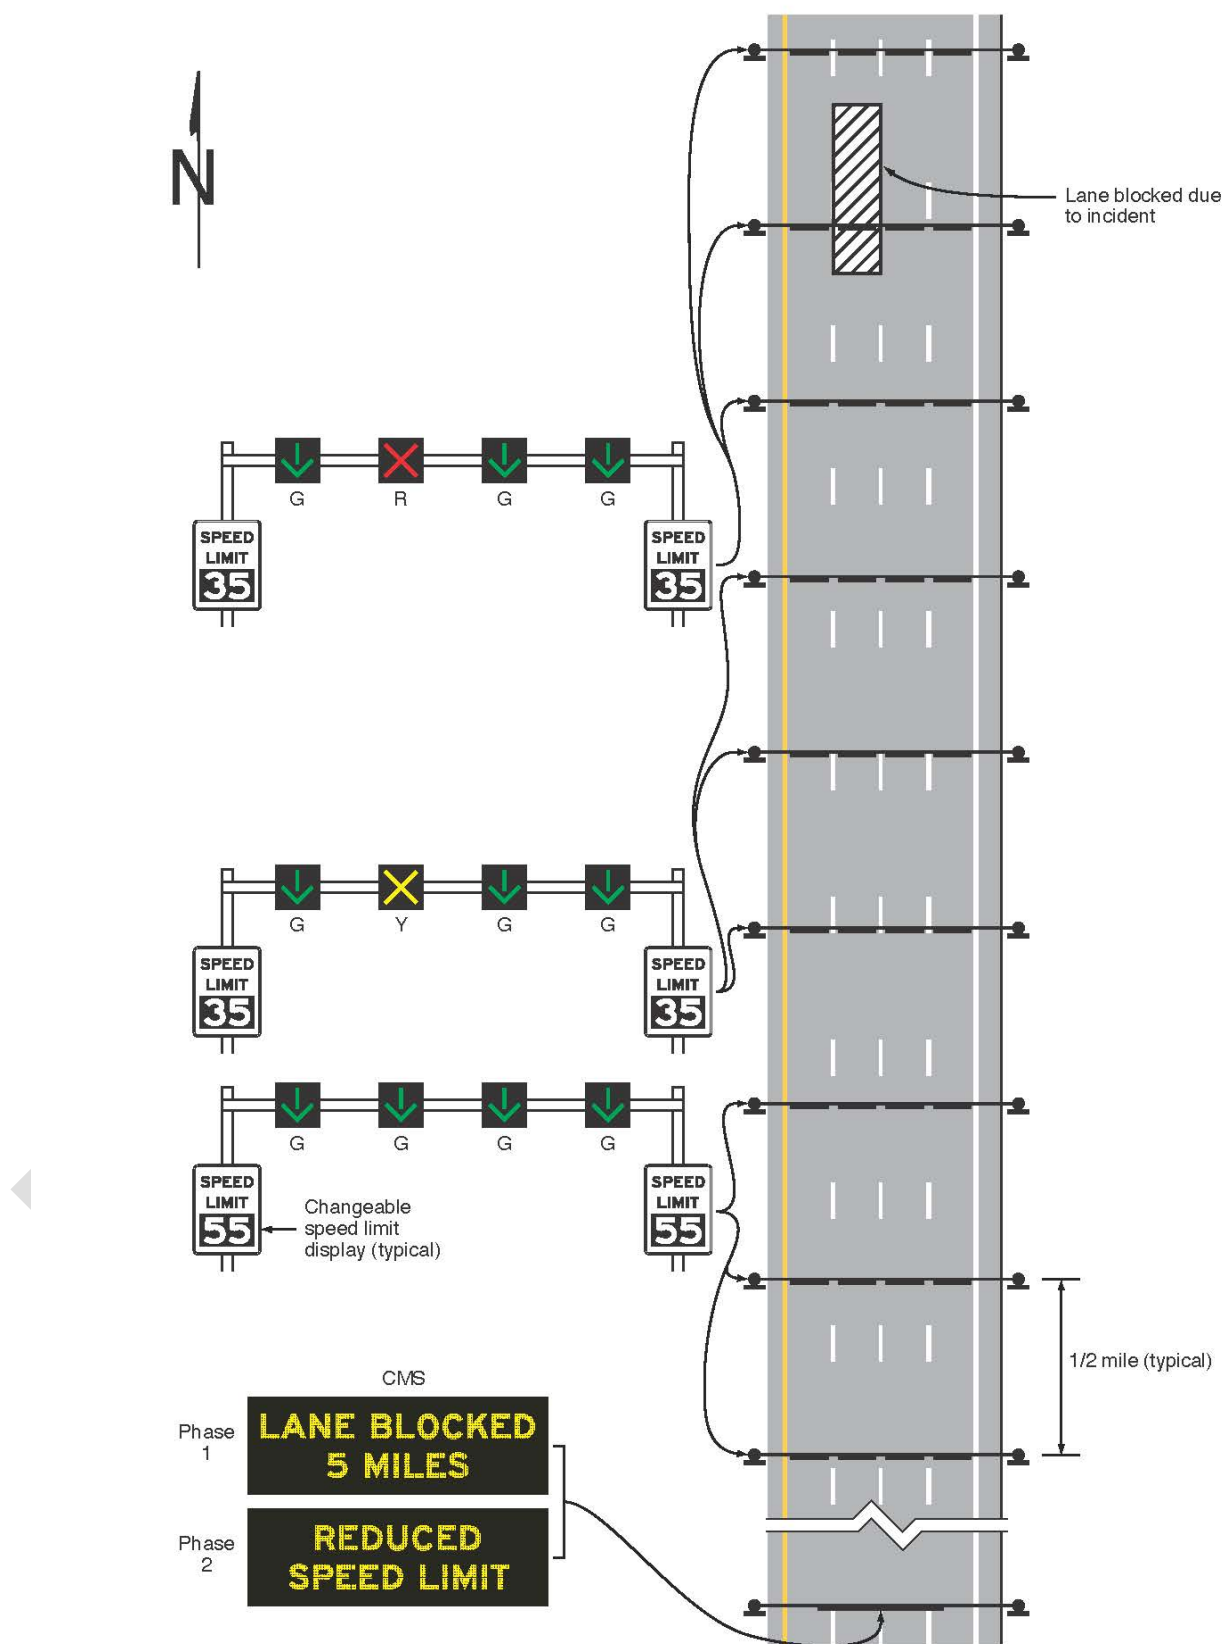 N
Lane blocked due
to incident
G R G G
SPEED
LIMIT
35
SPEED
LIMIT
35
G Y G G
SPEED
LIMIT
35
SPEED
LIMIT
35
G G G G
SPEED
LIMIT
55
Changeable
speed limit
display (typical)
SPEED
LIMIT
55
1/2 mile (typical)
CMS
Phase
1
LANE BLOCKED
5 MILES
Phase
2
REDUCED
SPEED LIMIT